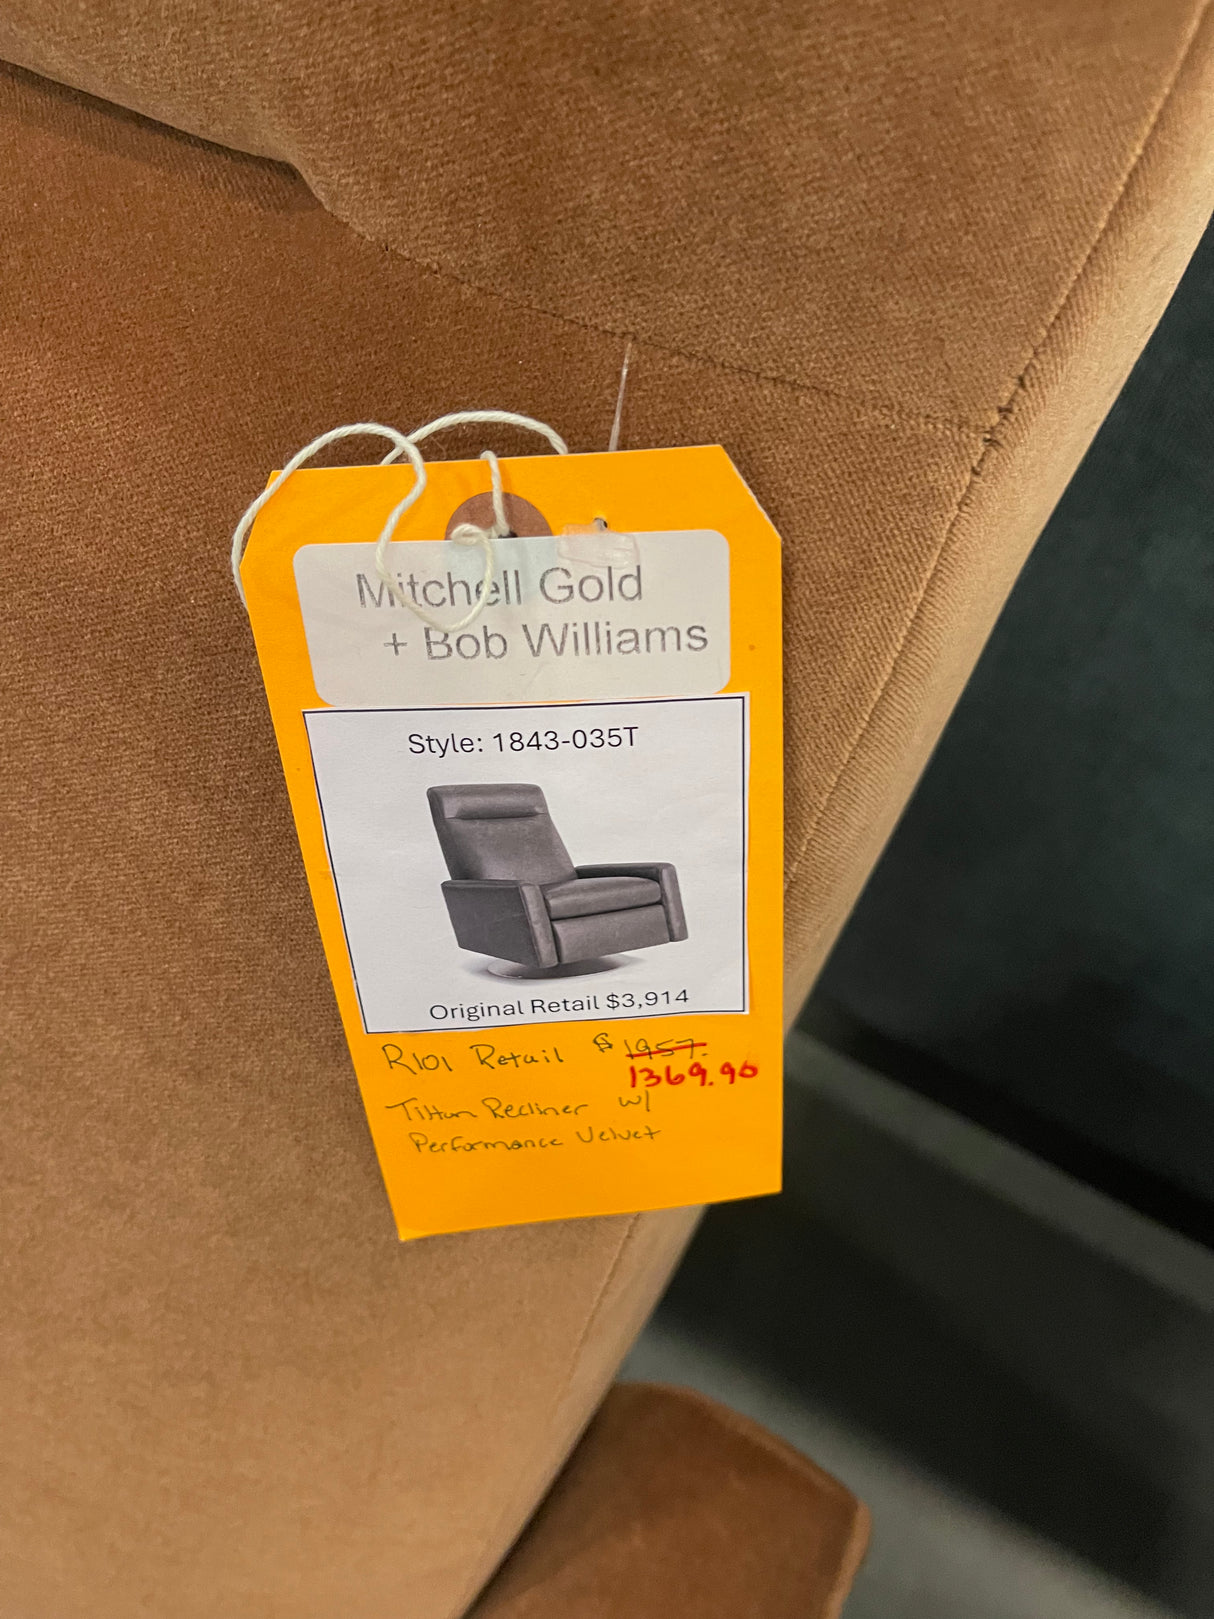 Mitchell Gold
+ Bob Williams
Style: 1843-035T
Original Retail $3,914
R101 Retail $1957.
1369.90
Tilton Recliner w/
Performance Velvet